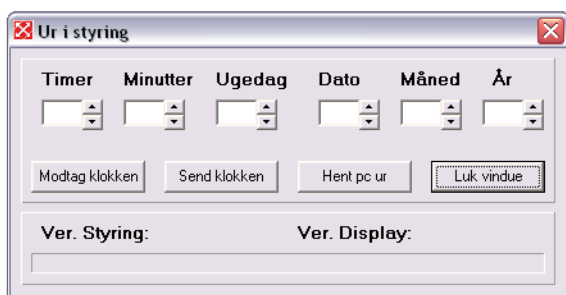 Ur i styring
Timer Minutter Ugedag Dato Måned År
Modtag klokken Send klokken Hent pc ur Luk vindue
Ver. Styring: Ver. Display: